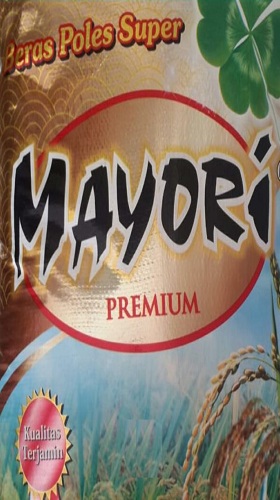 Beras Poles Super
MAYORI
PREMIUM
Kualitas
Terjamin